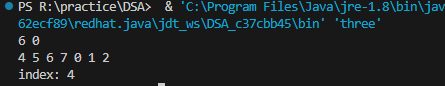 PS R:\practice\DSA>  & 'C:\Program Files\Java\jre-1.8\bin\jav
62ecf89\redhat.java\jdt_ws\DSA_c37cbb45\bin' 'three'
6 0
4 5 6 7 0 1 2
index: 4